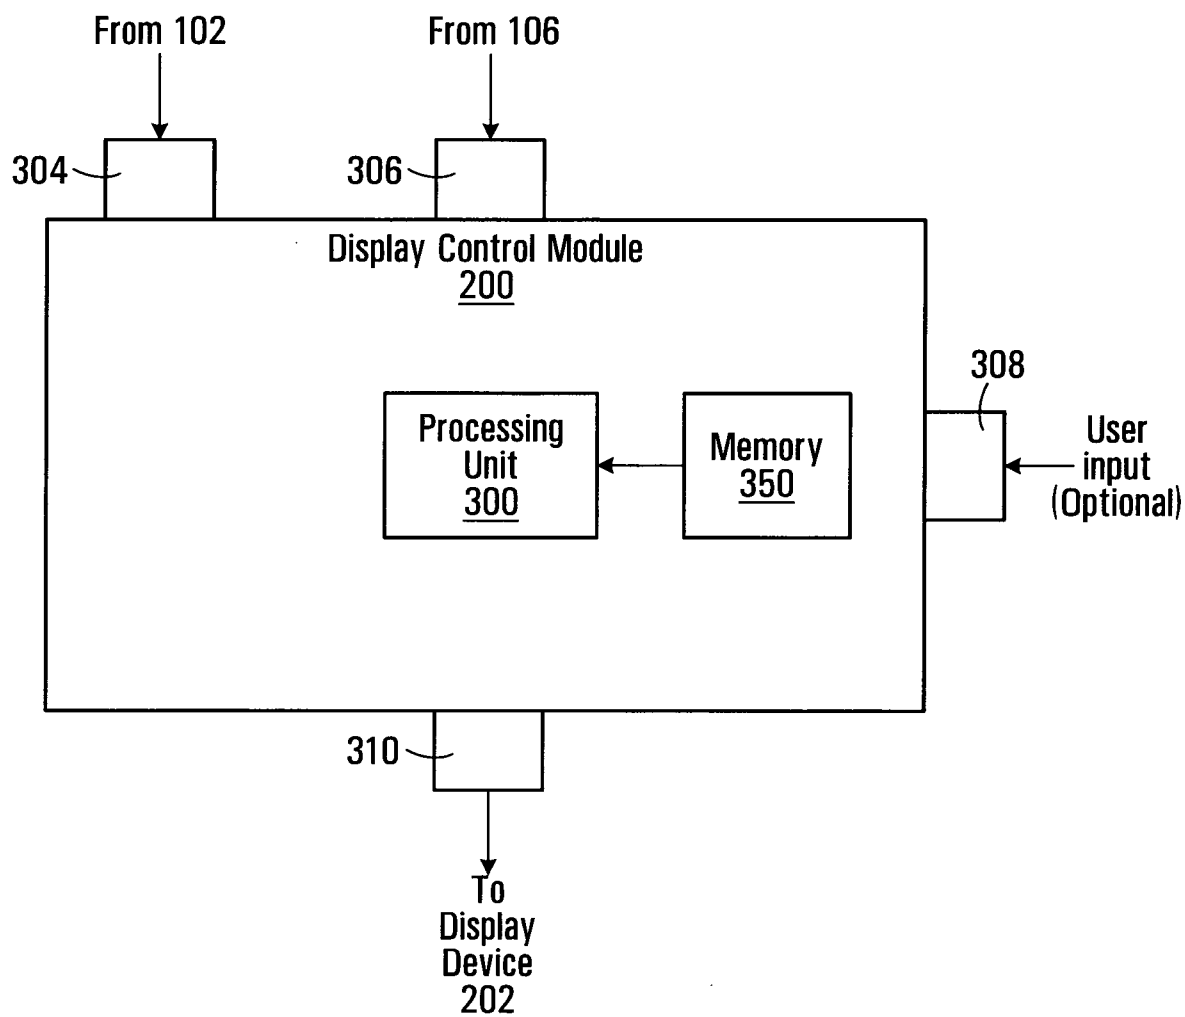 From 102
From 106
304
306
Display Control Module
200
308
Processing
Unit
300
Memory
350
User
input
(Optional)
310
To
Display
Device
202